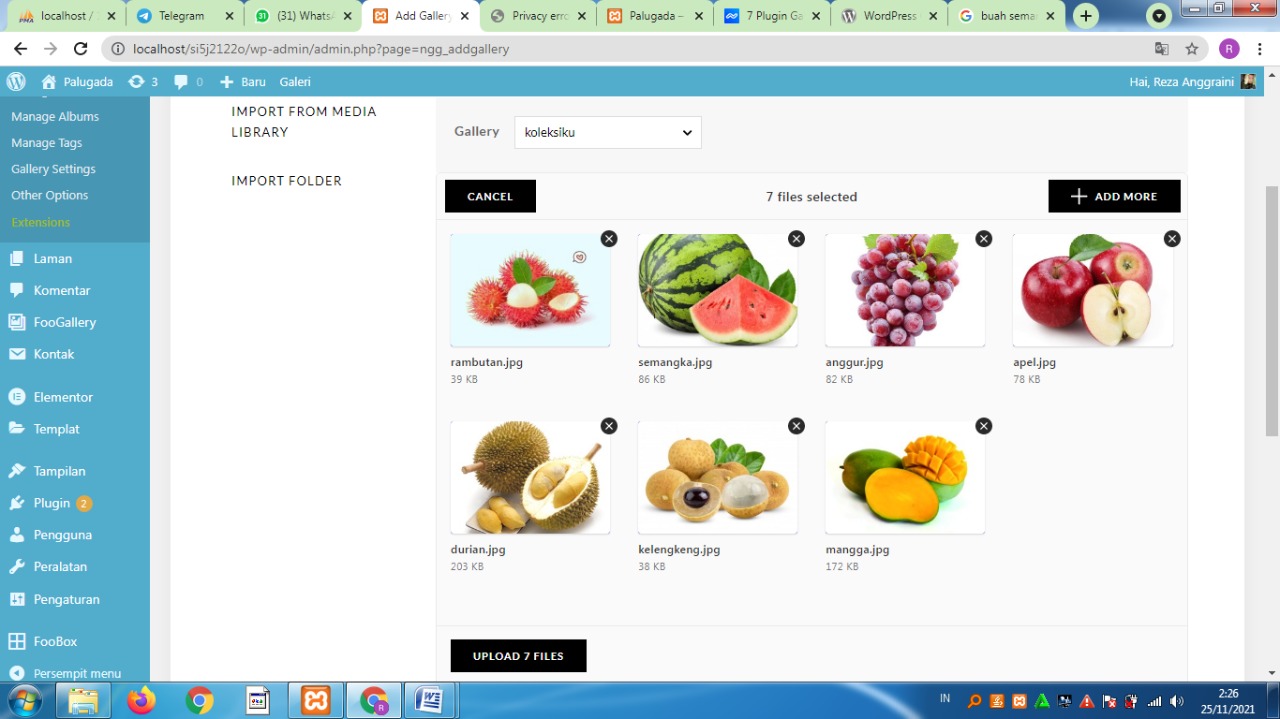 localhost /
Telegram
(31) WhatsA
Add Gallery
Privacy erro
Palugada –
7 Plugin Ga
WordPress
buah sema
localhost/si5j2122o/wp-admin/admin.php?page=ngg_addgallery
R
Palugada
3
0
Baru
Galeri
Hai, Reza Anggraini
Manage Albums
Manage Tags
Gallery Settings
Other Options
Extensions
Laman
Komentar
FooGallery
Kontak
Elementor
Templat
Tampilan
Plugin 2
Pengguna
Peralatan
Pengaturan
FooBox
Persempit menu
IMPORT FROM MEDIA
LIBRARY
IMPORT FOLDER
Gallery
koleksiku
CANCEL
7 files selected
ADD MORE
rambutan.jpg
39 KB
semangka.jpg
86 KB
anggur.jpg
82 KB
apel.jpg
78 KB
durian.jpg
203 KB
kelengkeng.jpg
38 KB
mangga.jpg
172 KB
UPLOAD 7 FILES
IN
2:26
25/11/2021